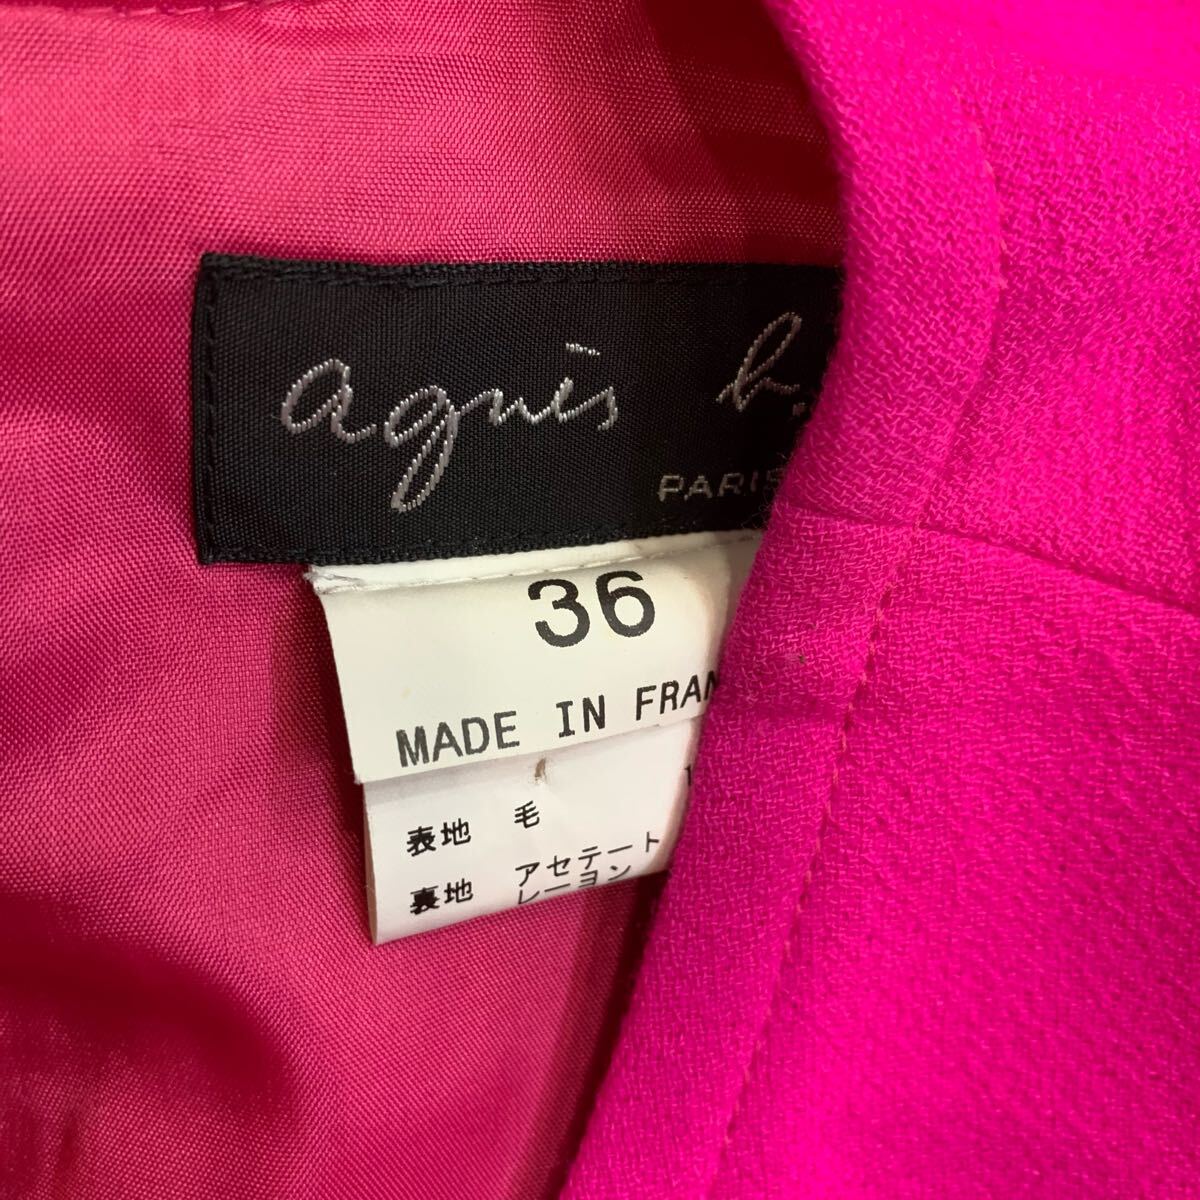 agnès b.
PARIS
36
MADE IN FRAN
表地 毛 1
裏地 アセテート
レーヨン